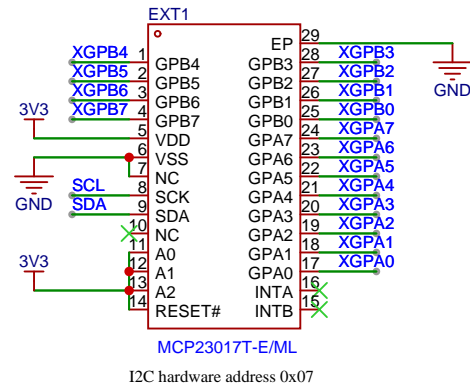 EXT1
XGPB4 1 GPB4
XGPB5 2 GPB5
XGPB6 3 GPB6
XGPB7 4 GPB7
3V3 5 VDD
6 VSS
7 NC
GND
SCL 8 SCK
SDA 9 SDA
10 NC
11 A0
3V3 12 A1
13 A2
14 RESET#
EP 29
GND
GPB3 28 XGPB3
GPB2 27 XGPB2
GPB1 26 XGPB1
GPB0 25 XGPB0
GPA7 24 XGPA7
GPA6 23 XGPA6
GPA5 22 XGPA5
GPA4 21 XGPA4
GPA3 20 XGPA3
GPA2 19 XGPA2
GPA1 18 XGPA1
GPA0 17 XGPA0
INTA 16
INTB 15
MCP23017T-E/ML
I2C hardware address 0x07